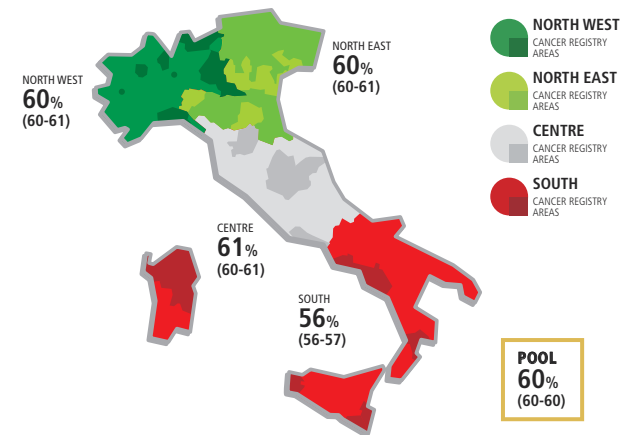 NORTH WEST
60%
(60-61)
NORTH EAST
60%
(60-61)
CENTRE
61%
(60-61)
SOUTH
56%
(56-57)
NORTH WEST
CANCER REGISTRY
AREAS
NORTH EAST
CANCER REGISTRY
AREAS
CENTRE
CANCER REGISTRY
AREAS
SOUTH
CANCER REGISTRY
AREAS
POOL
60%
(60-60)